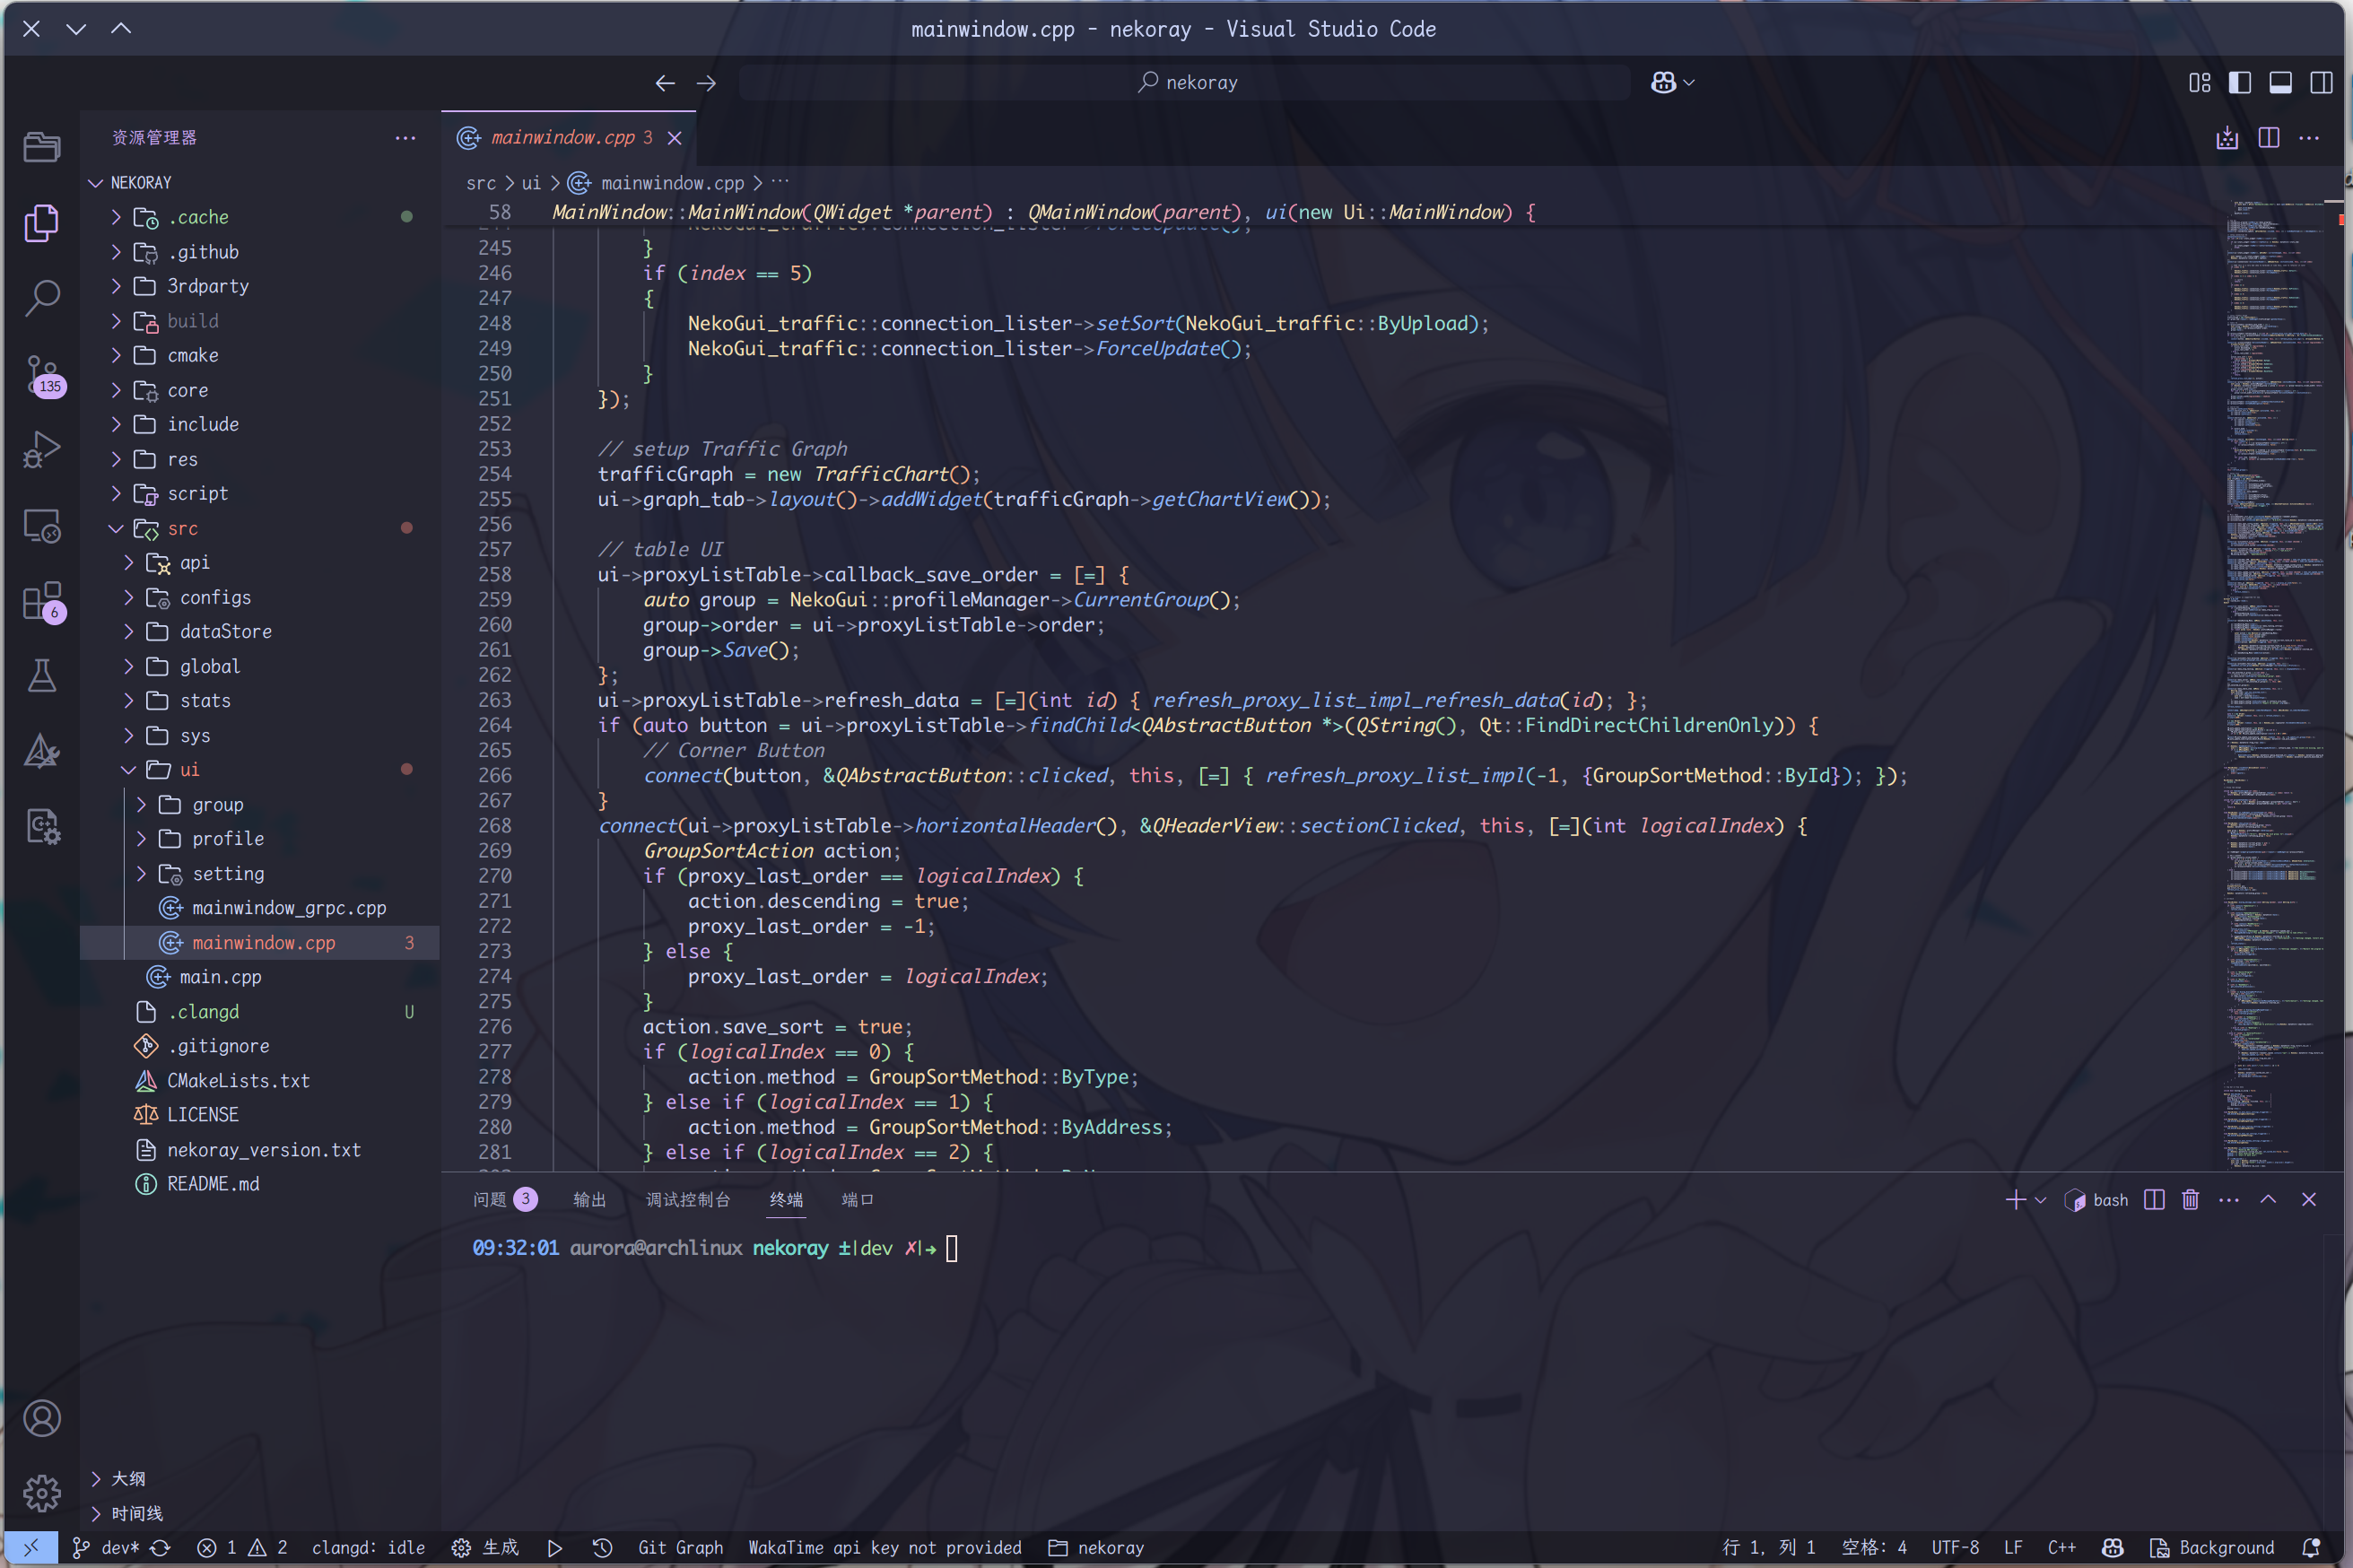 mainwindow.cpp - nekoray - Visual Studio Code
nekoray
资源管理器
NEKORAY
.cache
.github
3rdparty
build
cmake
core
include
res
script
src
api
configs
dataStore
global
stats
sys
ui
group
profile
setting
mainwindow_grpc.cpp
mainwindow.cpp 3
main.cpp
.clangd U
.gitignore
CMakeLists.txt
LICENSE
nekoray_version.txt
README.md
大纲
时间线
135
6
mainwindow.cpp 3
src > ui > mainwindow.cpp > ...
58 MainWindow::MainWindow(QWidget *parent) : QMainWindow(parent), ui(new Ui::MainWindow) {
245 }
246 if (index == 5)
247 {
248 NekoGui_traffic::connection_lister->setSort(NekoGui_traffic::ByUpload);
249 NekoGui_traffic::connection_lister->ForceUpdate();
250 }
251 });
252
253 // setup Traffic Graph
254 trafficGraph = new TrafficChart();
255 ui->graph_tab->layout()->addWidget(trafficGraph->getChartView());
256
257 // table UI
258 ui->proxyListTable->callback_save_order = [=] {
259 auto group = NekoGui::profileManager->CurrentGroup();
260 group->order = ui->proxyListTable->order;
261 group->Save();
262 };
263 ui->proxyListTable->refresh_data = [=](int id) { refresh_proxy_list_impl_refresh_data(id); };
264 if (auto button = ui->proxyListTable->findChild<QAbstractButton *>(QString(), Qt::FindDirectChildrenOnly)) {
265 // Corner Button
266 connect(button, &QAbstractButton::clicked, this, [=] { refresh_proxy_list_impl(-1, {GroupSortMethod::ById}); });
267 }
268 connect(ui->proxyListTable->horizontalHeader(), &QHeaderView::sectionClicked, this, [=](int logicalIndex) {
269 GroupSortAction action;
270 if (proxy_last_order == logicalIndex) {
271 action.descending = true;
272 proxy_last_order = -1;
273 } else {
274 proxy_last_order = logicalIndex;
275 }
276 action.save_sort = true;
277 if (logicalIndex == 0) {
278 action.method = GroupSortMethod::ByType;
279 } else if (logicalIndex == 1) {
280 action.method = GroupSortMethod::ByAddress;
281 } else if (logicalIndex == 2) {
问题 3 输出 调试控制台 终端 端口
bash
09:32:01 aurora@archlinux nekoray ±|dev ✗|→
dev* 1 2 clangd: idle 生成 Git Graph WakaTime api key not provided nekoray
行 1, 列 1 空格: 4 UTF-8 LF C++ Background